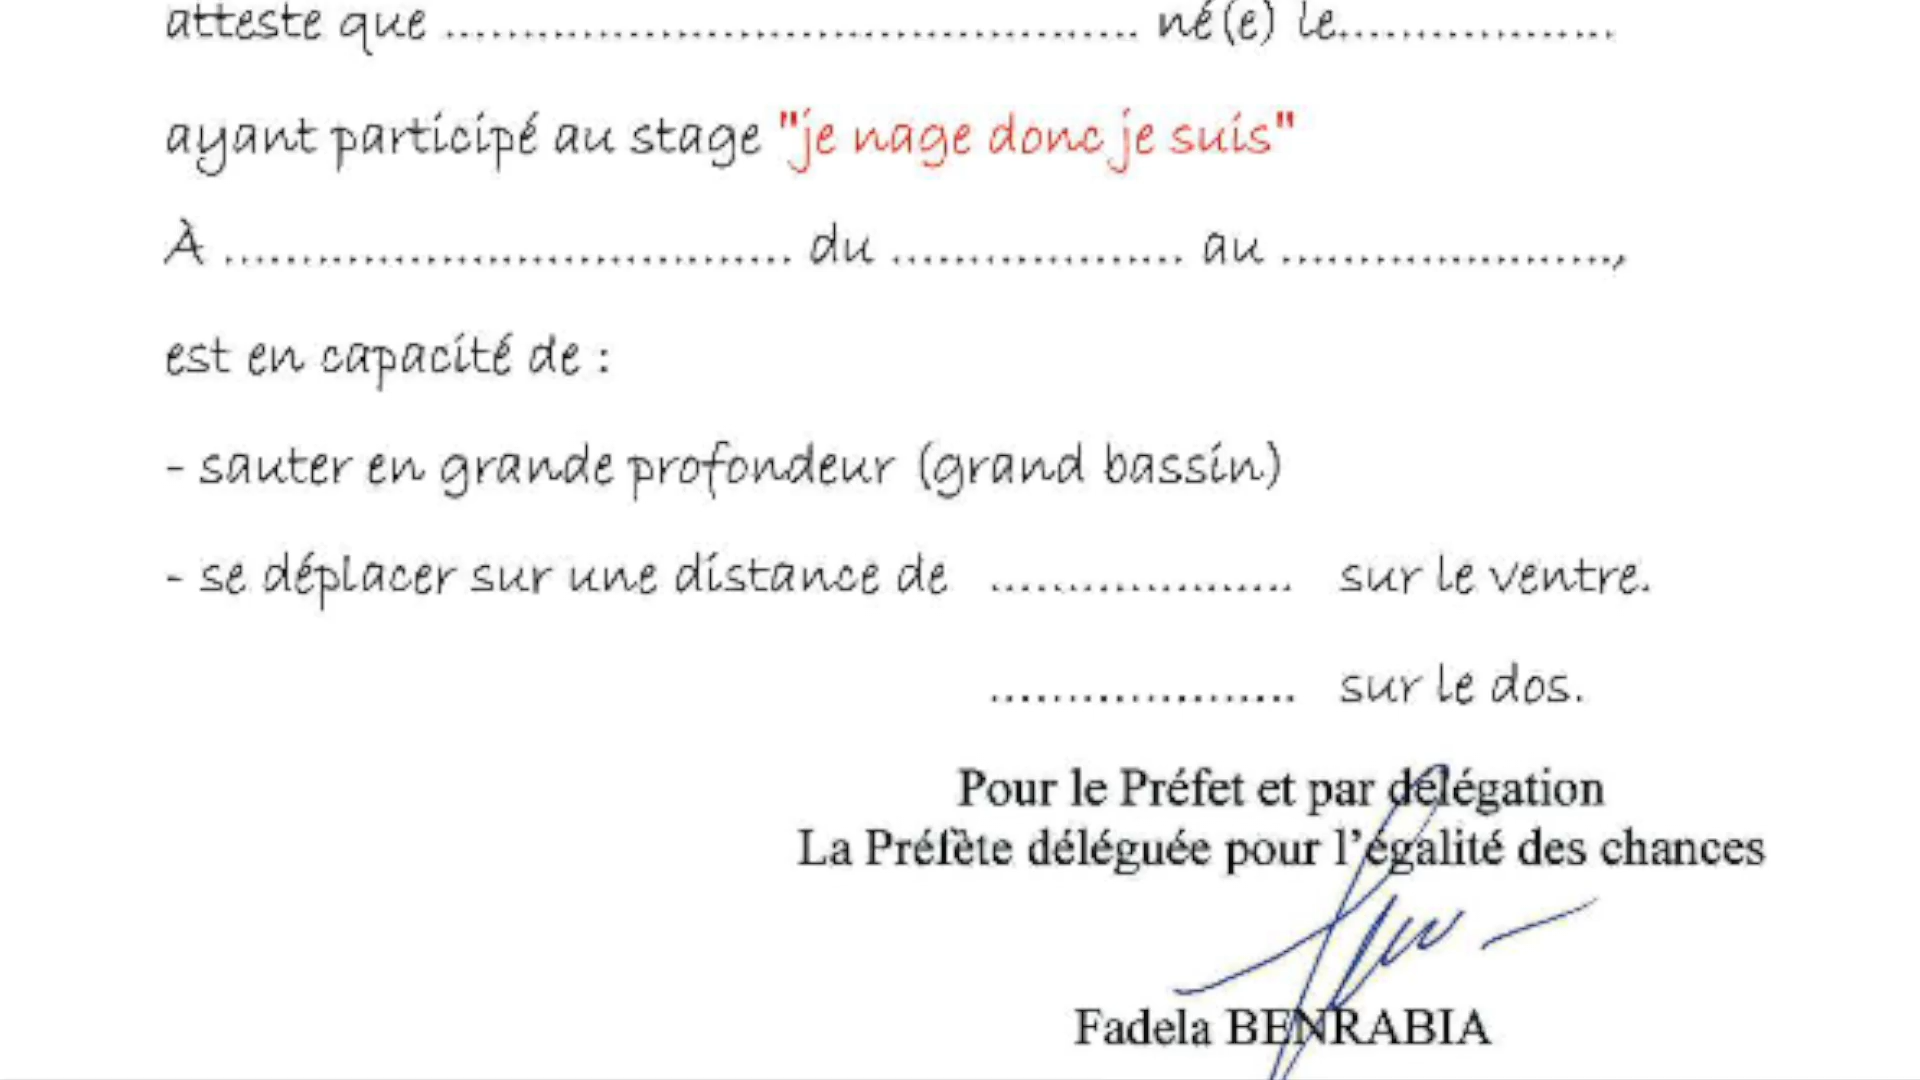 atteste que ............................................. né(e) le..................
ayant participé au stage "je nage donc je suis"
À ..................................... du ................... au ......................,
est en capacité de :
- sauter en grande profondeur (grand bassin)
- se déplacer sur une distance de .................... sur le ventre.
.................... sur le dos.
Pour le Préfet et par délégation
La Préfète déléguée pour l'égalité des chances
Fadela BENRABIA